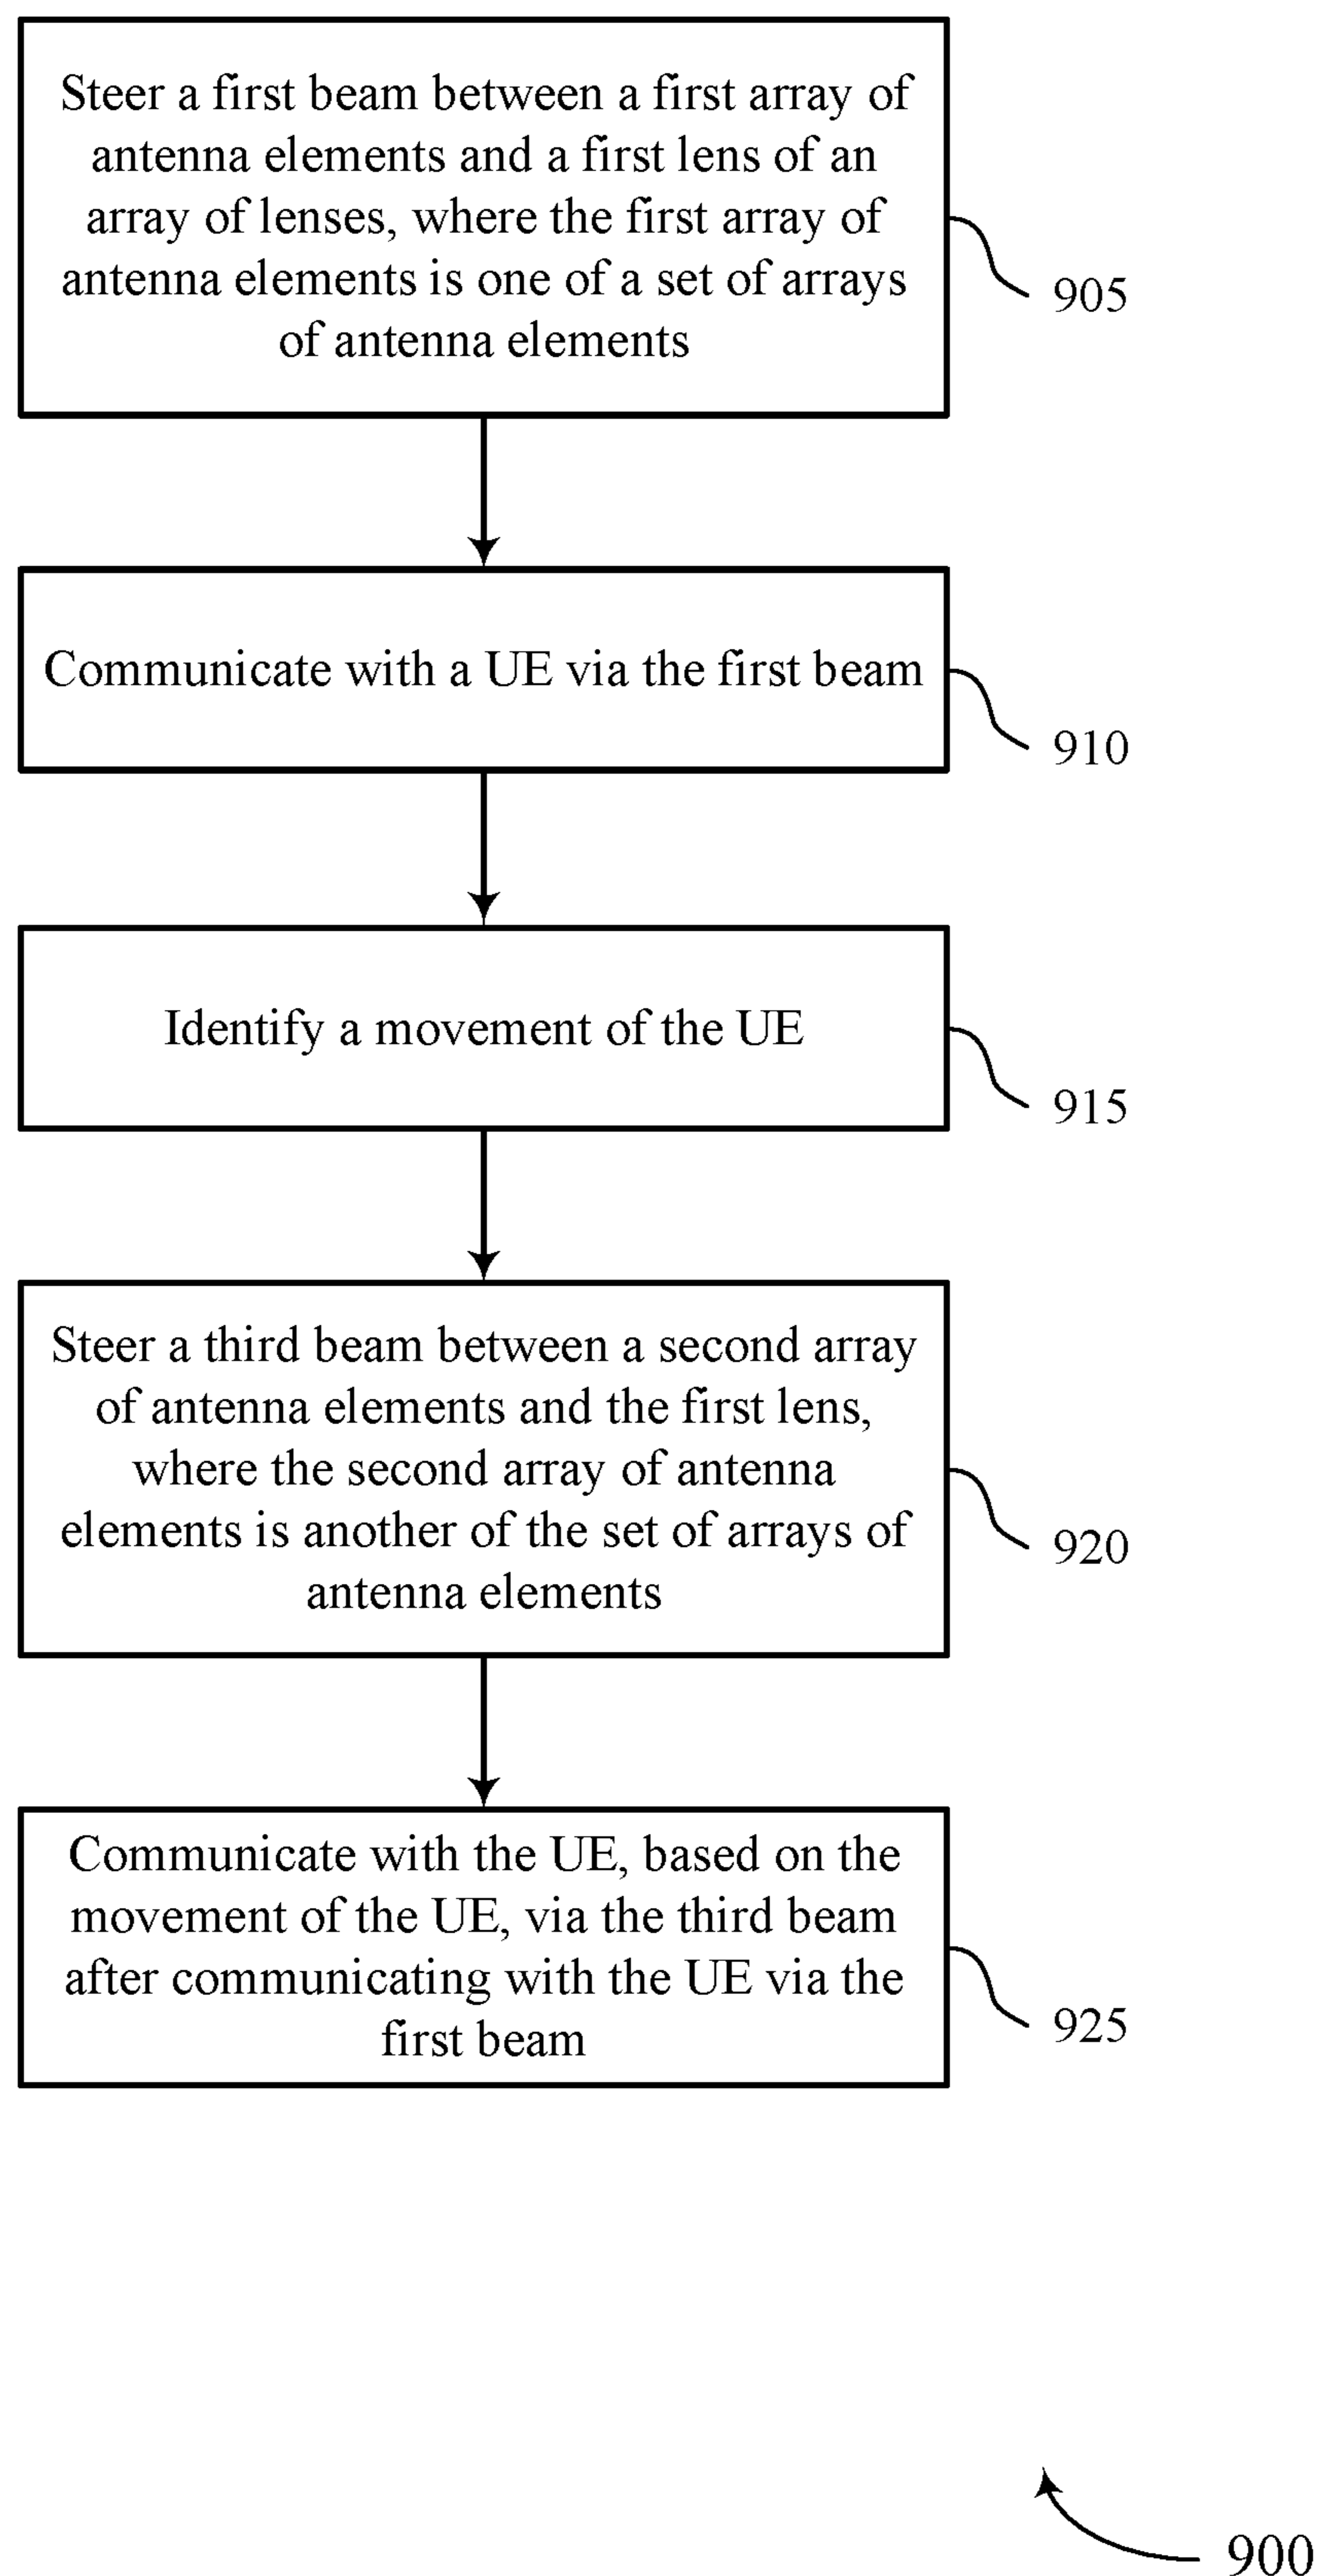 Steer a first beam between a first array of
antenna elements and a first lens of an
array of lenses, where the first array of
antenna elements is one of a set of arrays
of antenna elements
905
Communicate with a UE via the first beam
910
Identify a movement of the UE
915
Steer a third beam between a second array
of antenna elements and the first lens,
where the second array of antenna
elements is another of the set of arrays of
antenna elements
920
Communicate with the UE, based on the
movement of the UE, via the third beam
after communicating with the UE via the
first beam
925
900